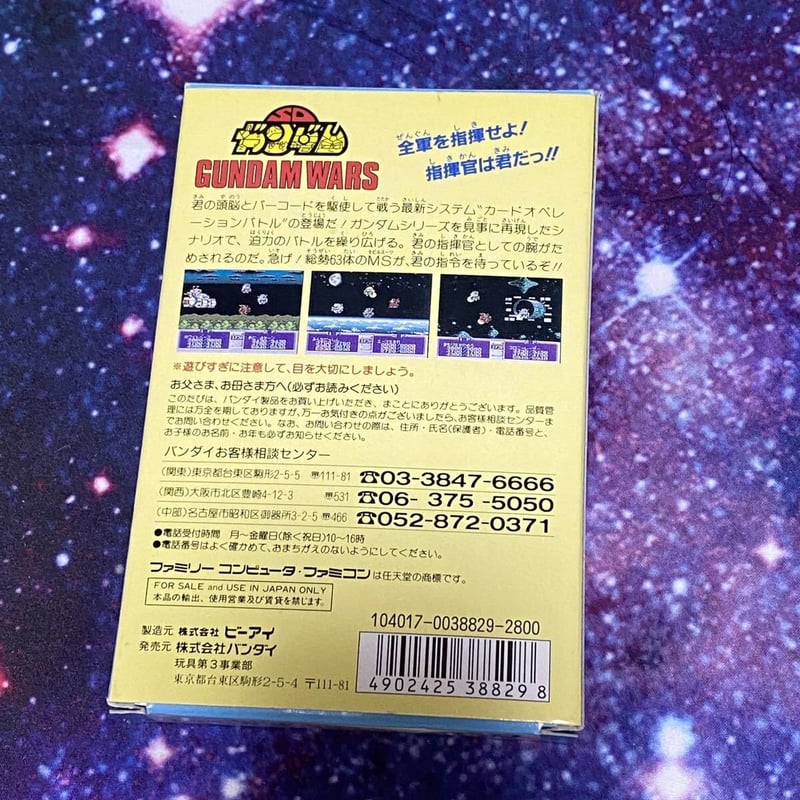 SD
ガンダム
GUNDAM WARS
全軍を指揮せよ!
指揮官は君だっ!!
君の頭脳とバーコードを駆使して戦う最新システム“カードオペレ
ーションバトル”の登場だ!ガンダムシリーズを見事に再現したシ
ナリオで、迫力のバトルを繰り広げる。君の指揮官としての腕がた
めされるのだ。急げ!総勢63体のMSが、君の指令を待っているぞ!!
※遊びすぎに注意して、目を大切にしましょう。
お父さま、お母さま方へ(必ずお読みください)
このたびは、バンダイ製品をお買い上げいただき、まことにありがとうございます。品質管
理には万全を期しておりますが、万一お気付きの点がございましたら、お客様相談センターま
でお問い合わせください。なお、お問い合わせの際は、住所・氏名(保護者)・電話番号と、
お子様のお名前・お年も必ずお知らせください。
バンダイお客様相談センター
(関東)東京都台東区駒形2-5-5 〠111-81 ☎03-3847-6666
(関西)大阪市北区豊崎4-12-3 〠531 ☎06-375-5050
(中部)名古屋市昭和区御器所3-2-5 〠466 ☎052-872-0371
●電話受付時間 月〜金曜日(除く祝日)10〜16時
●電話番号はよく確かめて、おまちがえのないようにしてください。
ファミリー コンピュータ・ファミコンは任天堂の商標です。
FOR SALE and USE IN JAPAN ONLY
本品の輸出、使用営業及び賃貸を禁じます。
104017-0038829-2800
製造元 株式会社 ビーアイ
発売元 株式会社 バンダイ
玩具第3事業部
東京都台東区駒形2-5-4 〒111-81
4902425388298